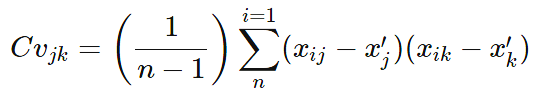 $$Cv_{jk} = \left( \frac{1}{n-1} \right) \sum_{n}^{i=1} (x_{ij} - x'_j)(x_{ik} - x'_k)$$